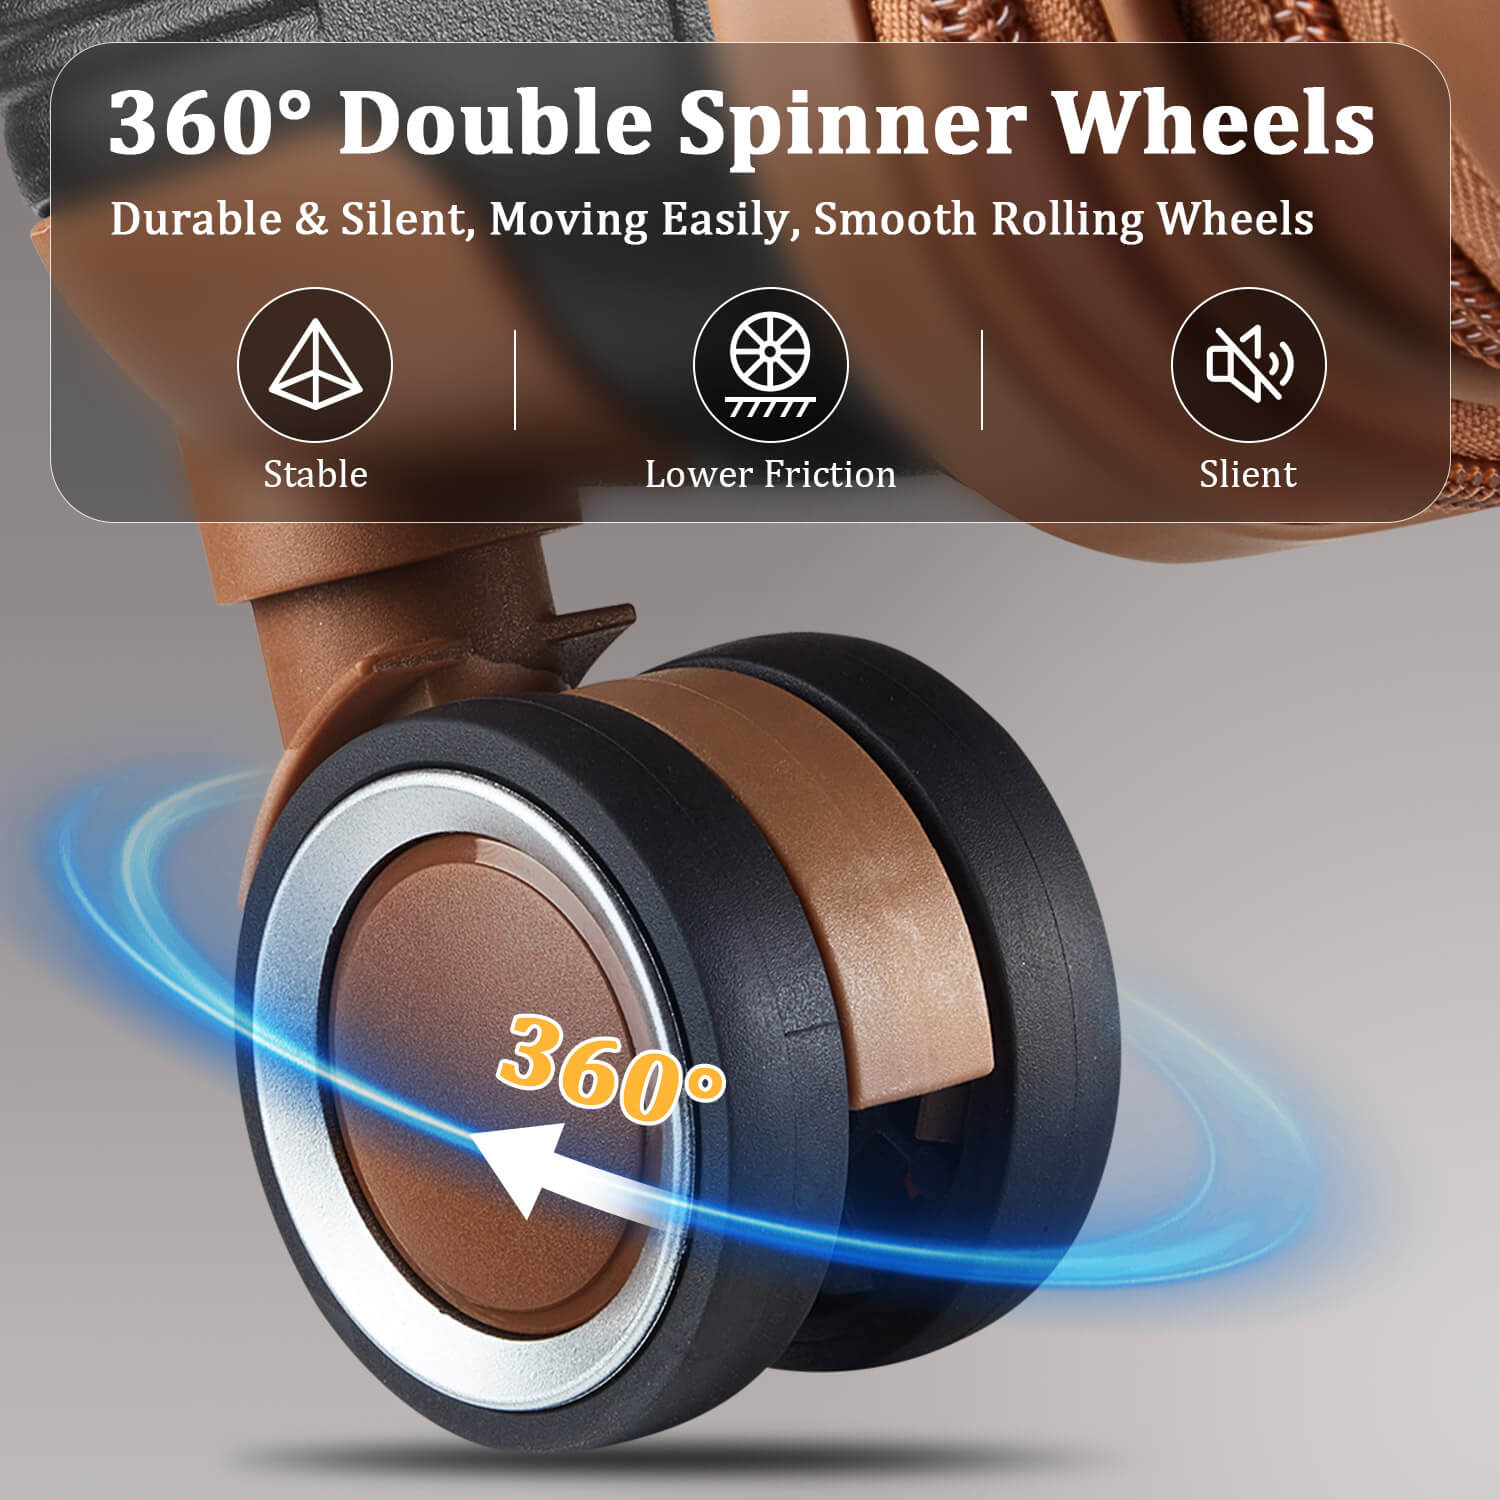 360° Double Spinner Wheels
Durable & Silent, Moving Easily, Smooth Rolling Wheels
Stable
Lower Friction
Slient
360°